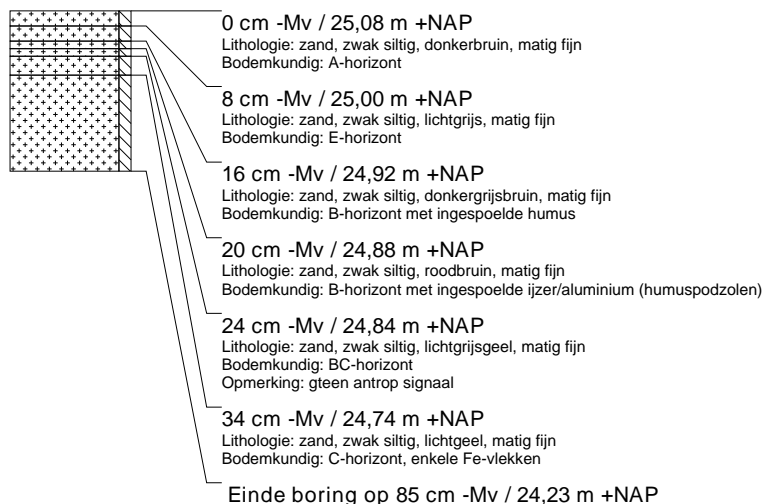 0 cm -Mv / 25,08 m +NAP
Lithologie: zand, zwak siltig, donkerbruin, matig fijn
Bodemkundig: A-horizont
8 cm -Mv / 25,00 m +NAP
Lithologie: zand, zwak siltig, lichtgrijs, matig fijn
Bodemkundig: E-horizont
16 cm -Mv / 24,92 m +NAP
Lithologie: zand, zwak siltig, donkergrijsbruin, matig fijn
Bodemkundig: B-horizont met ingespoelde humus
20 cm -Mv / 24,88 m +NAP
Lithologie: zand, zwak siltig, roodbruin, matig fijn
Bodemkundig: B-horizont met ingespoelde ijzer/aluminium (humuspodzolen)
24 cm -Mv / 24,84 m +NAP
Lithologie: zand, zwak siltig, lichtgrijsgeel, matig fijn
Bodemkundig: BC-horizont
Opmerking: gteen antrop signaal
34 cm -Mv / 24,74 m +NAP
Lithologie: zand, zwak siltig, lichtgeel, matig fijn
Bodemkundig: C-horizont, enkele Fe-vlekken
Einde boring op 85 cm -Mv / 24,23 m +NAP